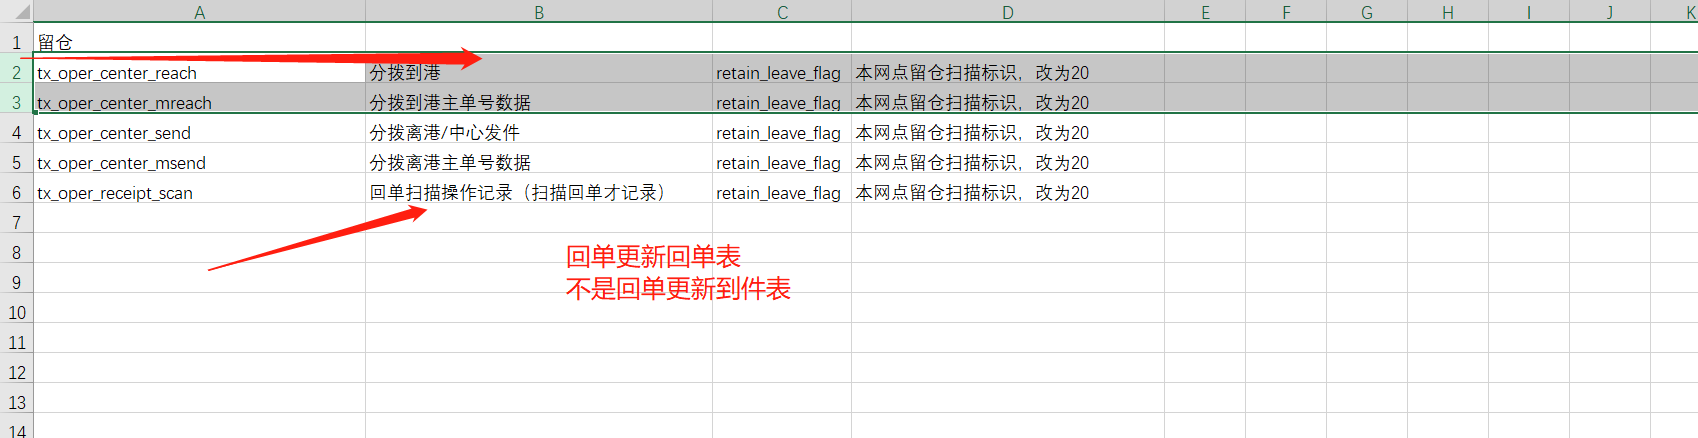 A B C D E F G H I J K
1 留仓
2 tx_oper_center_reach 分拨到港 retain_leave_flag 本网点留仓扫描标识，改为20
3 tx_oper_center_mreach 分拨到港主单号数据 retain_leave_flag 本网点留仓扫描标识，改为20
4 tx_oper_center_send 分拨离港/中心发件 retain_leave_flag 本网点留仓扫描标识，改为20
5 tx_oper_center_msend 分拨离港主单号数据 retain_leave_flag 本网点留仓扫描标识，改为20
6 tx_oper_receipt_scan 回单扫描操作记录（扫描回单才记录） retain_leave_flag 本网点留仓扫描标识，改为20
7
8 回单更新回单表
9 不是回单更新到件表
10
11
12
13
14